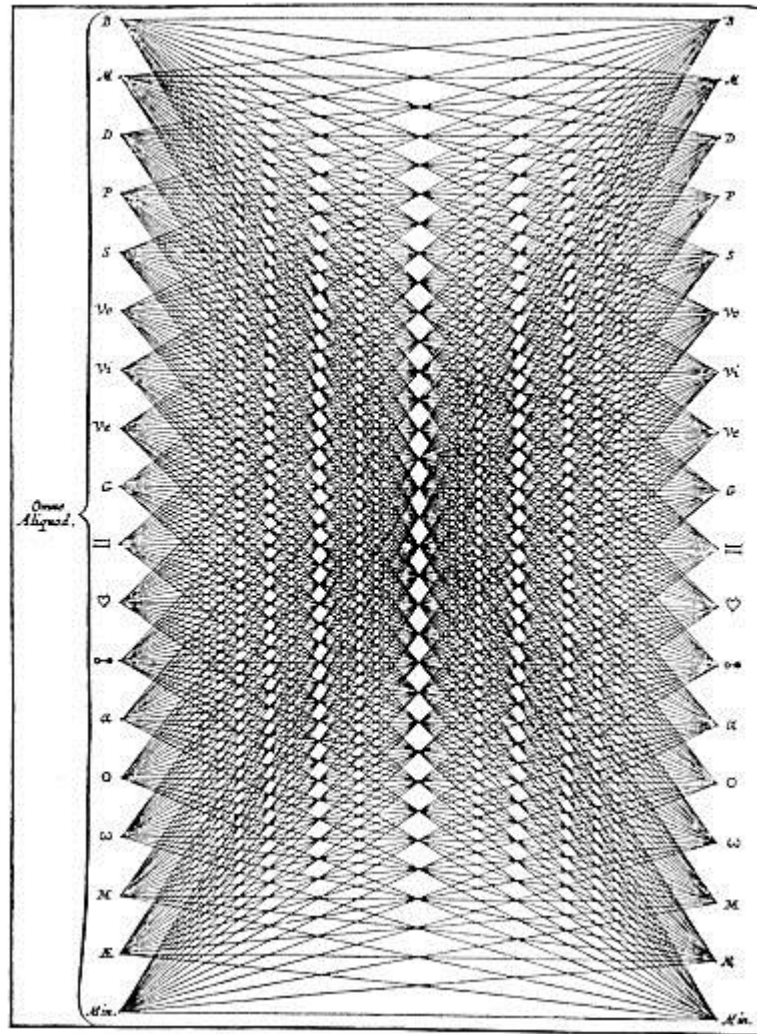 Omne
Aliquod.
B B
M M
D D
P P
S S
Vo Vo
Vi Vi
Ve Ve
G G
♡ ♡
α α
O O
ω ω
M. M.
Min. Min.